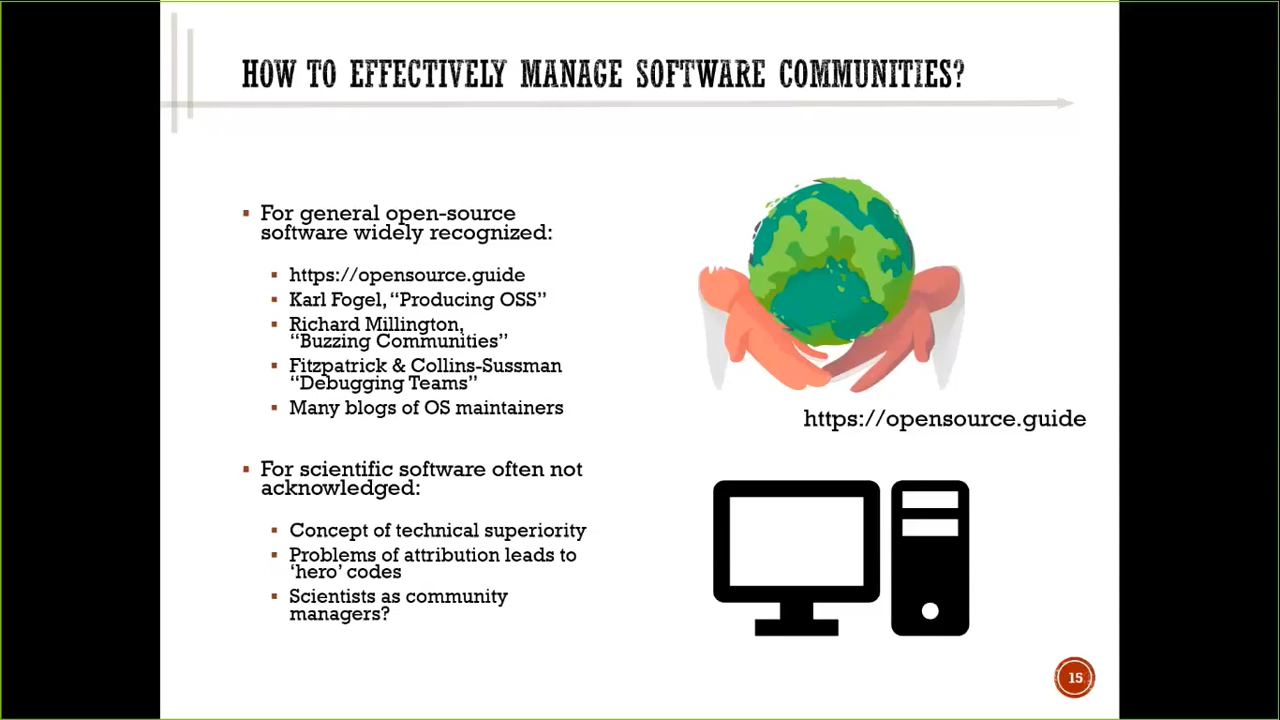 HOW TO EFFECTIVELY MANAGE SOFTWARE COMMUNITIES?
For general open-source
software widely recognized:
https://opensource.guide
Karl Fogel, “Producing OSS”
Richard Millington,
“Buzzing Communities”
Fitzpatrick & Collins-Sussman
“Debugging Teams”
Many blogs of OS maintainers
For scientific software often not
acknowledged:
Concept of technical superiority
Problems of attribution leads to
‘hero’ codes
Scientists as community
managers?
https://opensource.guide
15